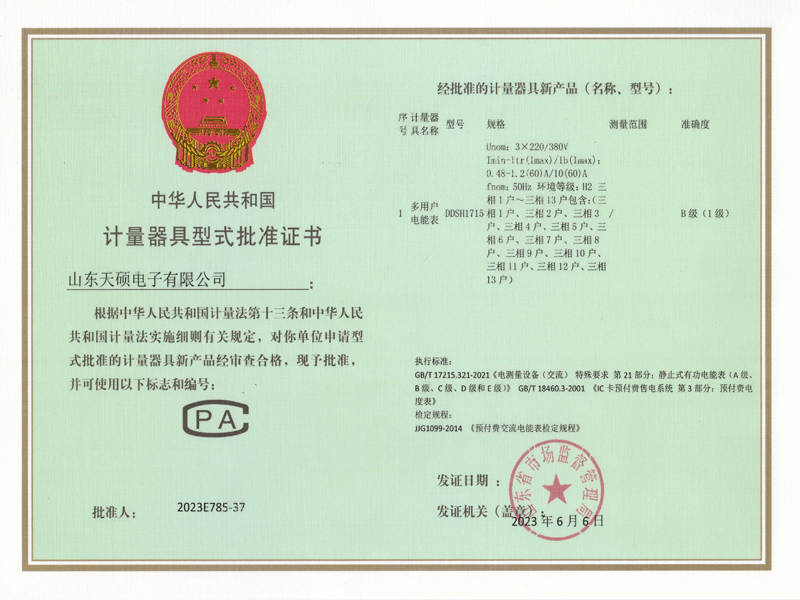 中华人民共和国
计量器具型式批准证书
山东天硕电子有限公司：
根据中华人民共和国计量法第十三条和中华人民
共和国计量法实施细则有关规定，对你单位申请型
式批准的计量器具新产品经审查合格，现予批准，
并可使用以下标志和编号：
CPA
批准人：
2023E785-37
经批准的计量器具新产品（名称、型号）：
序号 计量器具名称 型号 规格 测量范围 准确度
1 多用户电能表 DDSH1715 / B级（1级）
Unom：3×220/380V
Imin-Itr(Imax)/Ib(Imax)：
0.48-1.2(60)A/10(60)A
fnom：50Hz 环境等级：H2 三
相1户～三相13户包含：（三
相1户、三相2户、三相3
户、三相4户、三相5户、三
相6户、三相7户、三相8
户、三相9户、三相10户、
三相11户、三相12户、三相
13户）
执行标准：
GB/T 17215.321-2021《电测量设备（交流） 特殊要求 第21部分：静止式有功电能表（A级、
B级、C级、D级和E级）》 GB/T 18460.3-2001 《IC卡预付费售电系统 第3部分：预付费电
度表》
检定规程：
JJG1099-2014 《预付费交流电能表检定规程》
发证日期：
发证机关（盖章）：
2023年6月6日
山东省市场监督管理局